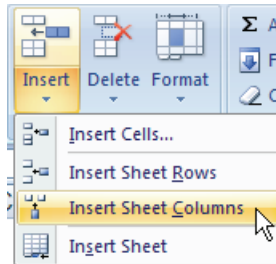 Σ
Insert Delete Format
Insert Cells...
Insert Sheet Rows
Insert Sheet Columns
Insert Sheet